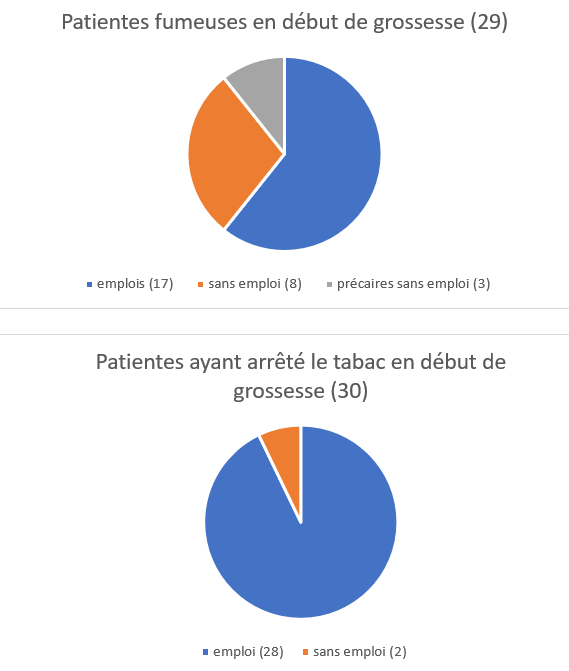 Patientes fumeuses en début de grossesse (29)
emplois (17) sans emploi (8) précaires sans emploi (3)
Patientes ayant arrêté le tabac en début de
grossesse (30)
emploi (28) sans emploi (2)